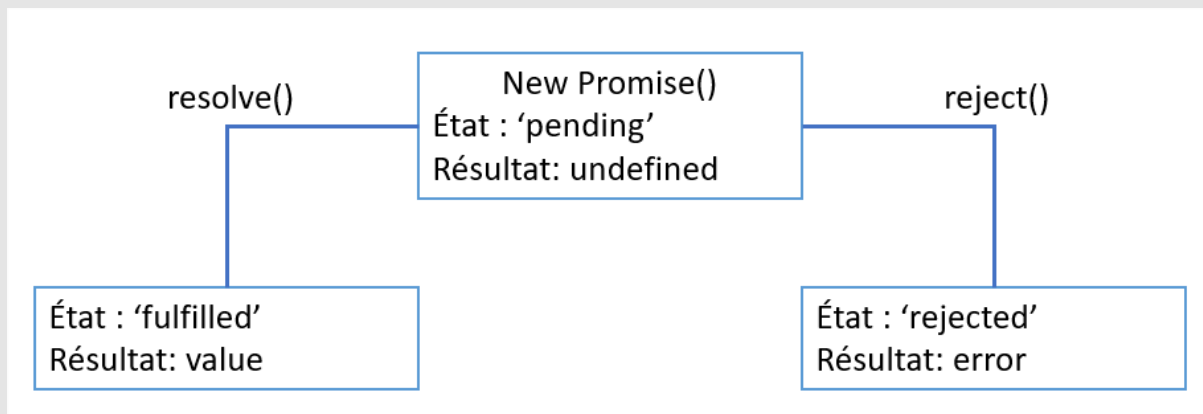 resolve()
New Promise()
État : ‘pending’
Résultat: undefined
reject()
État : ‘fulfilled’
Résultat: value
État : ‘rejected’
Résultat: error